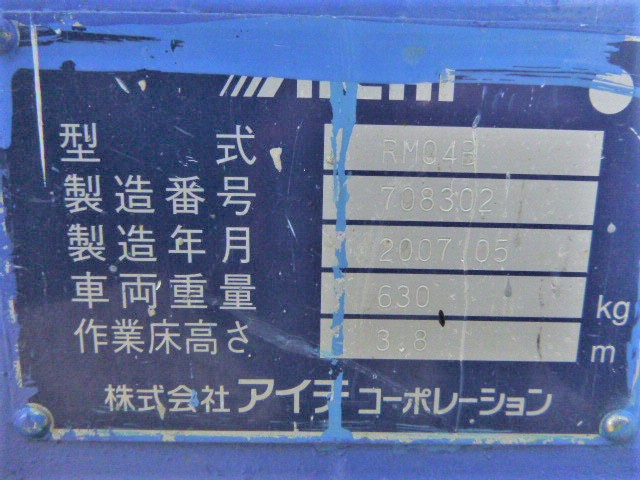 AICHI
型式 RM04B
製造番号 708302
製造年月 2007.05
車両重量 630 kg
作業床高さ 3.8 m
株式会社 アイチ コーポレーション